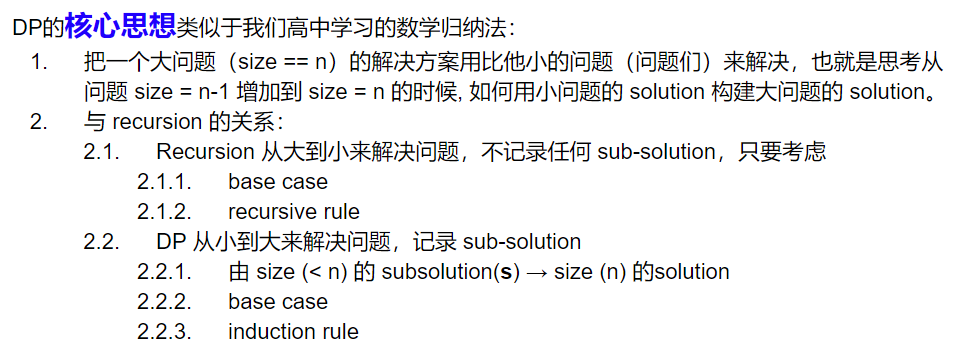 DP的核心思想类似于我们高中学习的数学归纳法：
1. 把一个大问题（size == n）的解决方案用比他小的问题（问题们）来解决，也就是思考从
问题 size = n-1 增加到 size = n 的时候, 如何用小问题的 solution 构建大问题的 solution。
2. 与 recursion 的关系：
2.1. Recursion 从大到小来解决问题，不记录任何 sub-solution，只要考虑
2.1.1. base case
2.1.2. recursive rule
2.2. DP 从小到大来解决问题，记录 sub-solution
2.2.1. 由 size (< n) 的 subsolution(s) → size (n) 的solution
2.2.2. base case
2.2.3. induction rule